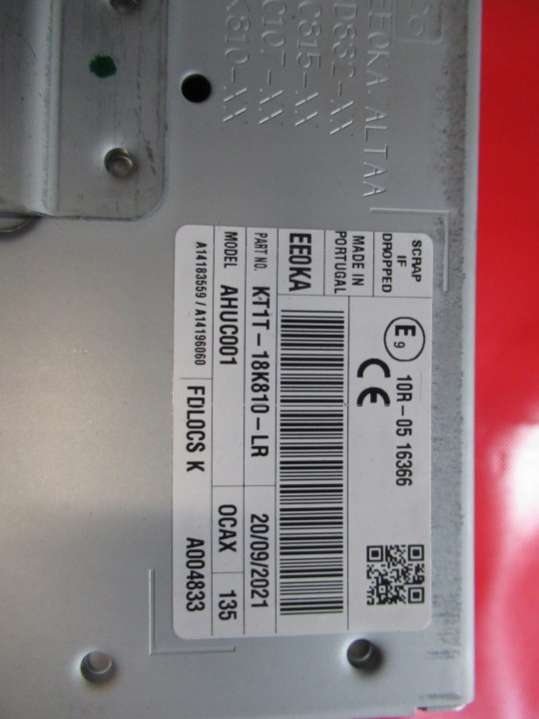 EEOKA ALTAA
SCRAP
IF
DROPPED
MADE IN
PORTUGAL
E9
10R-05 16366
CE
EEOKA
PART NO. KT1T-18K810-LR 20/09/2021
MODEL AHUC001 OCAX 135
A14183559 / A14196060 FDLOCS K A004833